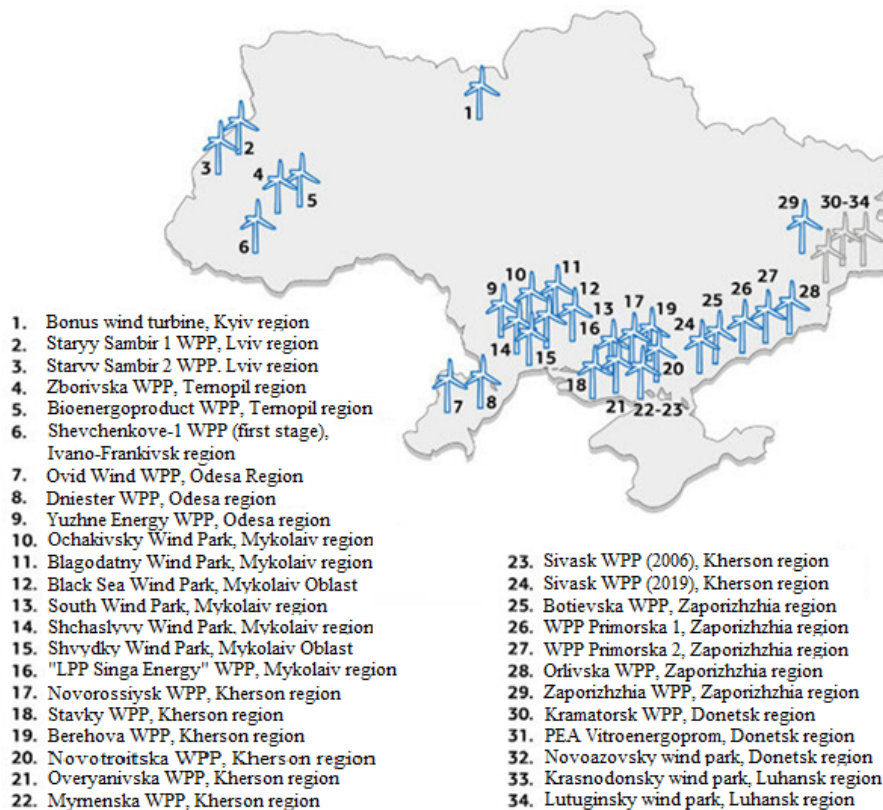 1
2
3
4
5
6
29
30-34
9
10
11
12
13
17
19
14
15
16
18
20
21
22-23
24
25
26
27
28
7
8
1. Bonus wind turbine, Kyiv region
2. Staryy Sambir 1 WPP, Lviv region
3. Staryv Sambir 2 WPP. Lviv region
4. Zborivska WPP, Ternopil region
5. Bioenergoproduct WPP, Ternopil region
6. Shevchenkove-1 WPP (first stage),
Ivano-Frankivsk region
7. Ovid Wind WPP, Odesa Region
8. Dniester WPP, Odesa region
9. Yuzhne Energy WPP, Odesa region
10. Ochakivsky Wind Park, Mykolaiv region
11. Blagodatny Wind Park, Mykolaiv region
12. Black Sea Wind Park, Mykolaiv Oblast
13. South Wind Park, Mykolaiv region
14. Shchaslyvy Wind Park, Mykolaiv region
15. Shvydky Wind Park, Mykolaiv Oblast
16. "LPP Singa Energy" WPP, Mykolaiv region
17. Novorossiysk WPP, Kherson region
18. Stavky WPP, Kherson region
19. Berehova WPP, Kherson region
20. Novotroitska WPP, Kherson region
21. Overyanivska WPP, Kherson region
22. Myrnenska WPP, Kherson region
23. Sivask WPP (2006), Kherson region
24. Sivask WPP (2019), Kherson region
25. Botievska WPP, Zaporizhzhia region
26. WPP Primorska 1, Zaporizhzhia region
27. WPP Primorska 2, Zaporizhzhia region
28. Orlivska WPP, Zaporizhzhia region
29. Zaporizhzhia WPP, Zaporizhzhia region
30. Kramatorsk WPP, Donetsk region
31. PEA Vitroenergoprom, Donetsk region
32. Novoazovsky wind park, Donetsk region
33. Krasnodonsky wind park, Luhansk region
34. Lutuginsky wind park, Luhansk region